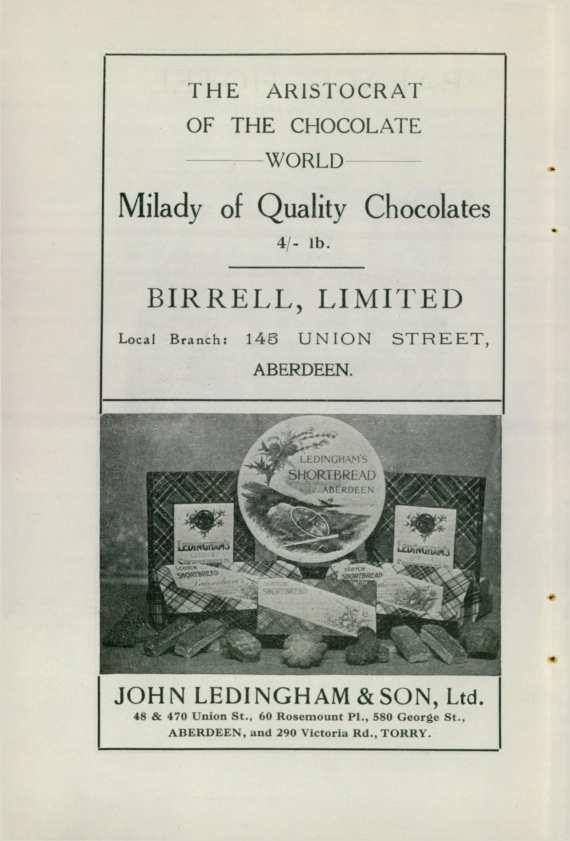 THE ARISTOCRAT
OF THE CHOCOLATE
WORLD
Milady of Quality Chocolates
4/- lb.
BIRRELL, LIMITED
Local Branch: 145 UNION STREET,
ABERDEEN.
LEDINGHAM'S
SHORTBREAD
ABERDEEN
LEDINGHAM'S
LEDINGHAM'S
SCOTCH
SHORTBREAD
SCOTCH
SHORTBREAD
SHORTBREAD
JOHN LEDINGHAM & SON, Ltd.
48 & 470 Union St., 60 Rosemount Pl., 580 George St.,
ABERDEEN, and 290 Victoria Rd., TORRY.